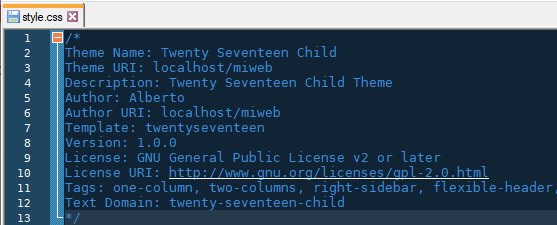 style.css
1 /*
2 Theme Name: Twenty Seventeen Child
3 Theme URI: localhost/miweb
4 Description: Twenty Seventeen Child Theme
5 Author: Alberto
6 Author URI: localhost/miweb
7 Template: twentyseventeen
8 Version: 1.0.0
9 License: GNU General Public License v2 or later
10 License URI: http://www.gnu.org/licenses/gpl-2.0.html
11 Tags: one-column, two-columns, right-sidebar, flexible-header,
12 Text Domain: twenty-seventeen-child
13 */